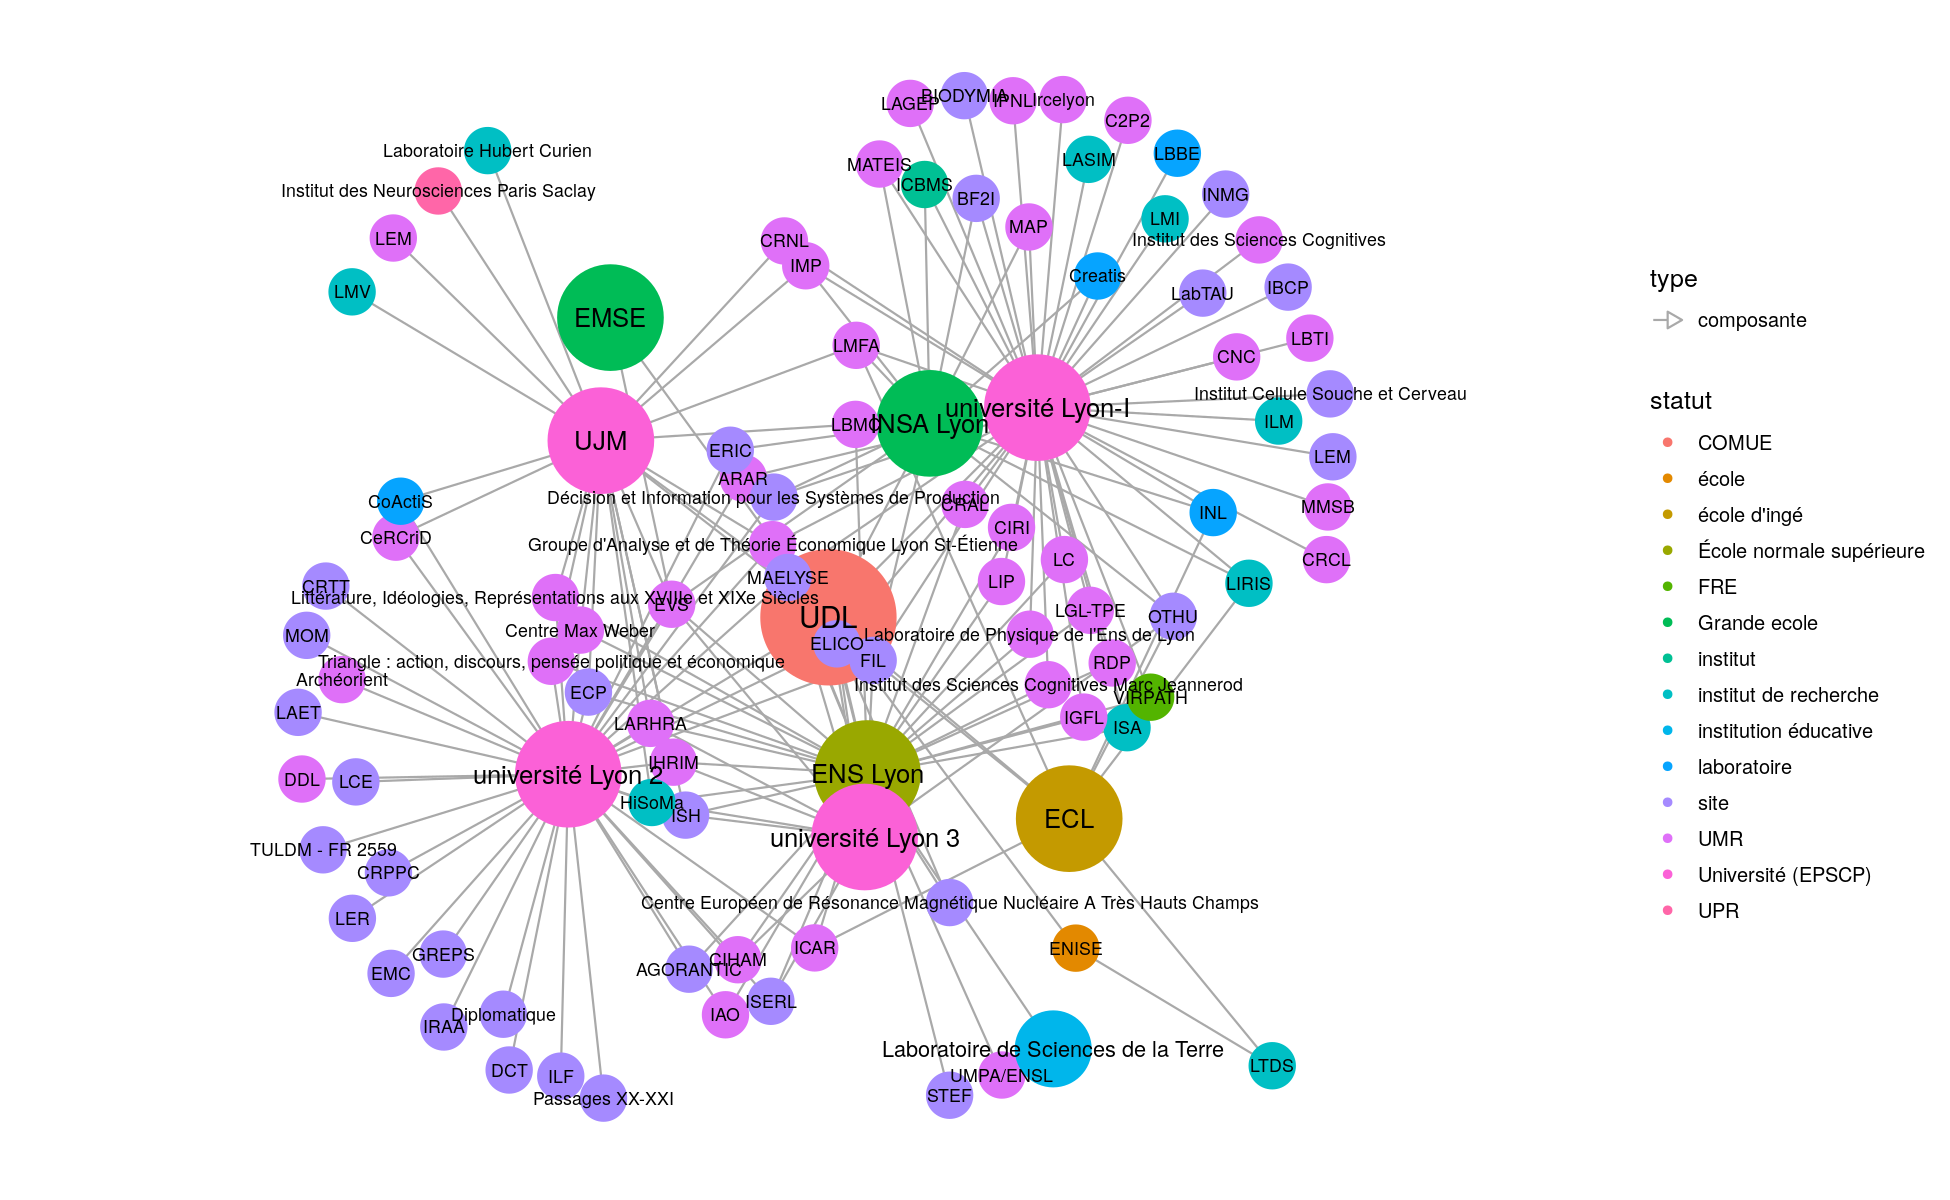 LAGEP
BIODYMIA
IPNL
Ircelyon
C2P2
Laboratoire Hubert Curien
LASIM
LBBE
MATEIS
ICBMS
Institut des Neurosciences Paris Saclay
BF2I
INMG
LMI
MAP
LEM
CRNL
Institut des Sciences Cognitives
IMP
Creatis
LMV
LabTAU
IBCP
EMSE
LBTI
LMFA
CNC
Institut Cellule Souche et Cerveau
université Lyon-I
ILM
LBMC
INSA Lyon
UJM
ERIC
LEM
ARAR
Décision et Information pour les Systèmes de Production
CoActiS
CRAL
MMSB
INL
CIRI
CeRCriD
Groupe d'Analyse et de Théorie Économique Lyon St-Étienne
LC
CRCL
MAELYSE
LIP
LIRIS
CRTT
Littérature, Idéologies, Représentations aux XVIIIe et XIXe Siècles
EVS
LGL-TPE
UDL
OTHU
Centre Max Weber
MOM
ELICO
Laboratoire de Physique de l'Ens de Lyon
FIL
Triangle : action, discours, pensée politique et économique
RDP
Archéorient
Institut des Sciences Cognitives Marc Jeannerod
ECP
VIRPATH
LAET
LARHRA
IGFL
ISA
IHRIM
université Lyon 2
ENS Lyon
DDL
LCE
HiSoMa
ISH
ECL
université Lyon 3
TULDM - FR 2559
CRPPC
Centre Européen de Résonance Magnétique Nucléaire A Très Hauts Champs
LER
ICAR
ENISE
GREPS
CIHAM
EMC
AGORANTIC
ISERL
Diplomatique
IAO
IRAA
Laboratoire de Sciences de la Terre
LTDS
DCT
ILF
UMPA/ENSL
STEF
Passages XX-XXI
type
composante
statut
COMUE
école
école d'ingé
École normale supérieure
FRE
Grande ecole
institut
institut de recherche
institution éducative
laboratoire
site
UMR
Université (EPSCP)
UPR